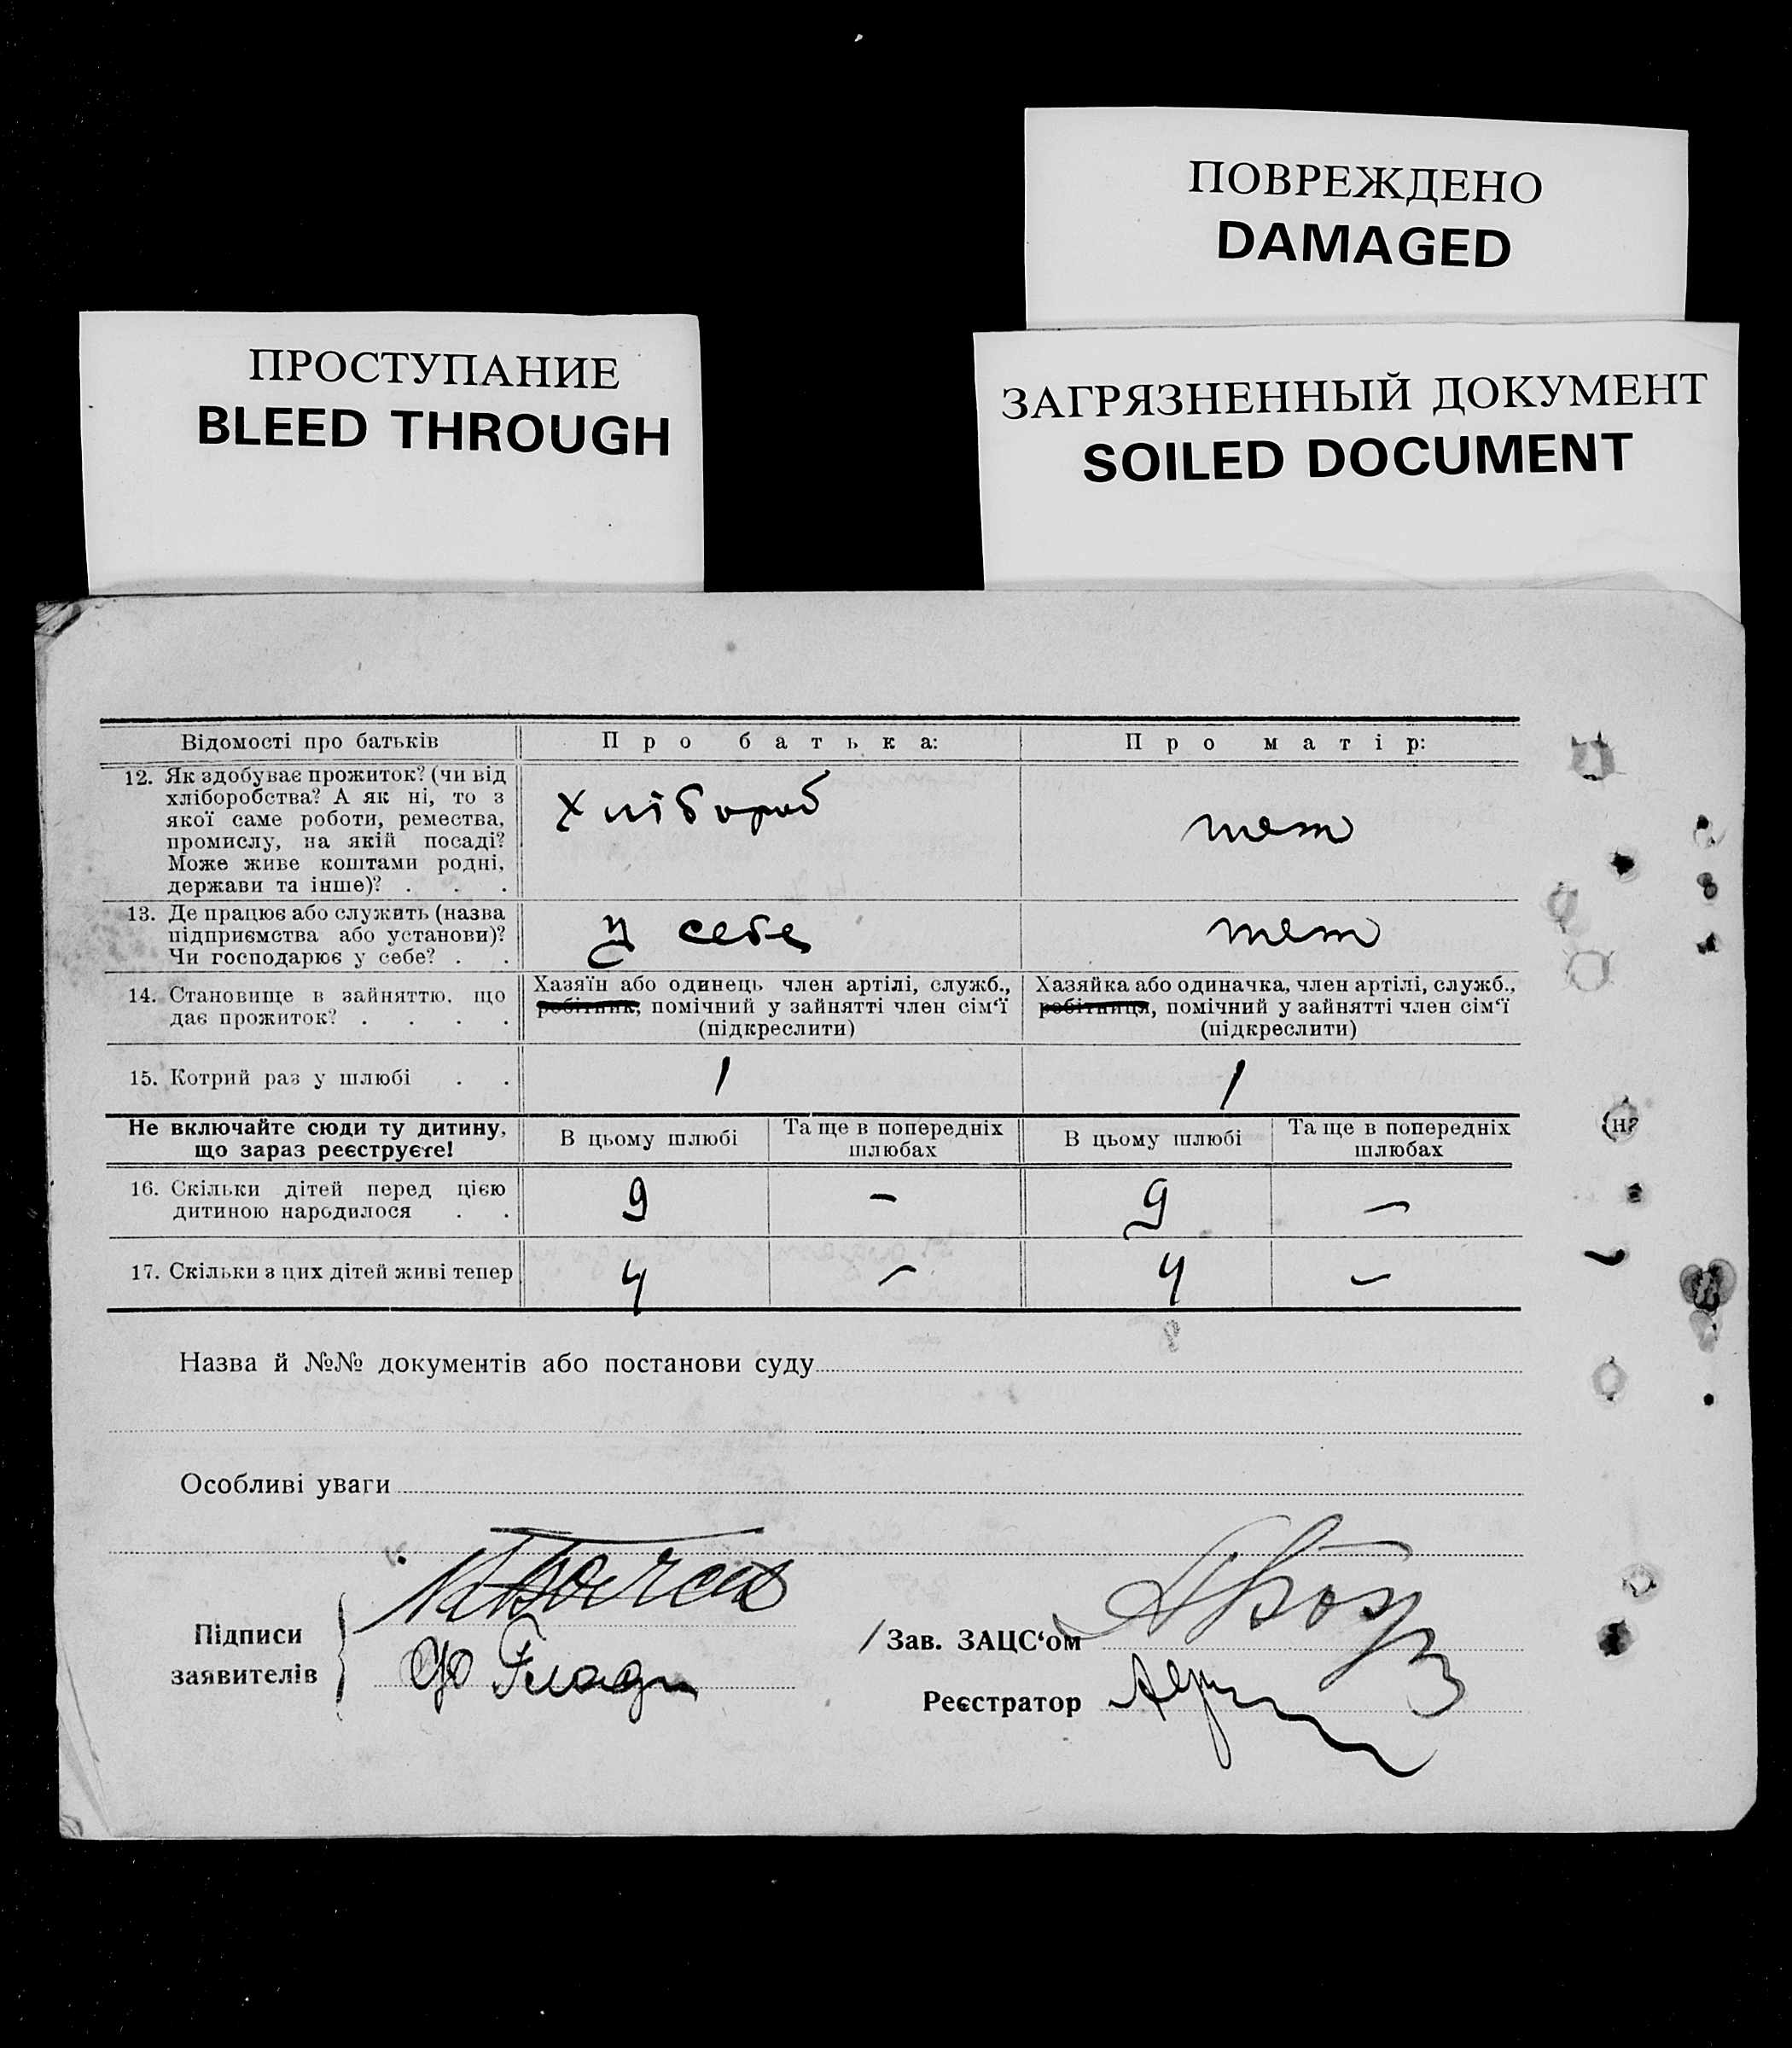 ПОВРЕЖДЕНО
DAMAGED
ПРОСТУПАНИЕ
BLEED THROUGH
ЗАГРЯЗНЕННЫЙ ДОКУМЕНТ
SOILED DOCUMENT
Відомості про батьків Про батька: Про матір:
12. Як здобуває прожиток? (чи від
хліборобства? А як ні, то з
якої саме роботи, ремества,
промислу, на якій посаді?
Може живе коштами родні,
держави та інше)? . . .
Хлібороб
теж
13. Де працює або служить (назва
підприємства або установи)?
Чи господарює у себе? . .
у себе
теж
14. Становище в зайняттю, що
дає прожиток? . . . .
Хазяїн або одинець член артілі, служб.,
робітник, помічний у зайнятті член сім‘ї
(підкреслити)
Хазяйка або одиначка, член артілі, служб.,
робітниця, помічний у зайнятті член сім‘ї
(підкреслити)
15. Котрий раз у шлюбі . . 1 1
Не включайте сюди ту дитину,
що зараз реєструєте!
В цьому шлюбі
Та ще в попередніх
шлюбах
В цьому шлюбі
Та ще в попередніх
шлюбах
16. Скільки дітей перед цією
дитиною народилося . .
9 – 9 –
17. Скільки з цих дітей живі тепер 4 – 4 –
Назва й №№ документів або постанови суду
Особливі уваги
Підписи
заявителів
Зав. ЗАЦС‘ом
Реєстратор